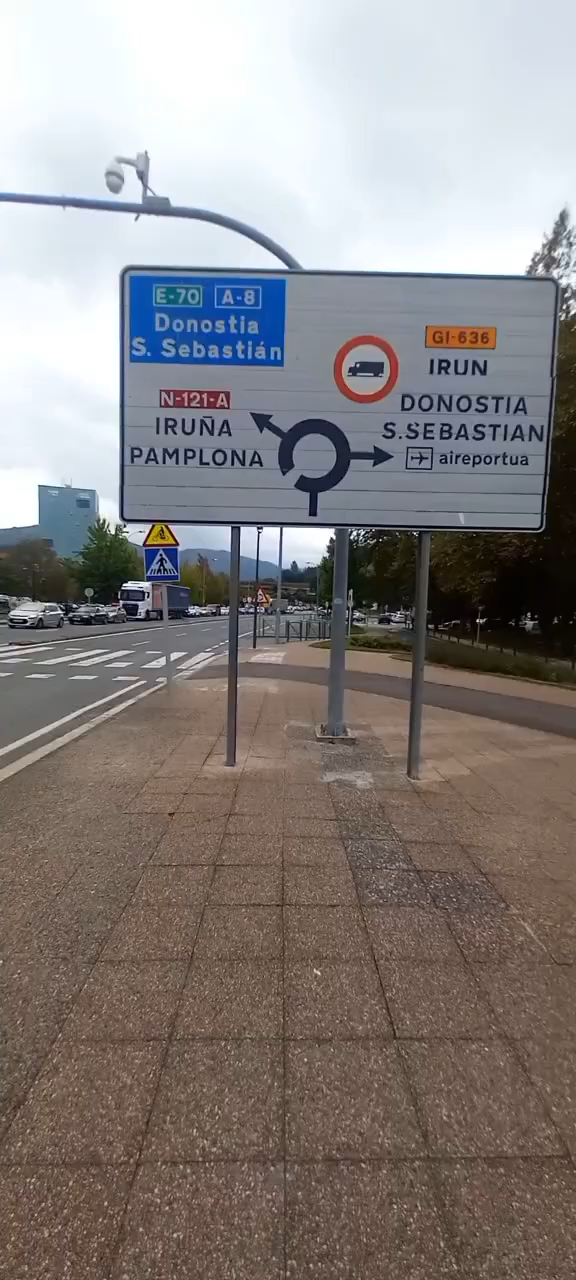 E-70 A-8
Donostia
S. Sebastián
N-121-A
IRUÑA
PAMPLONA
GI-636
IRUN
DONOSTIA
S.SEBASTIAN
aireportua